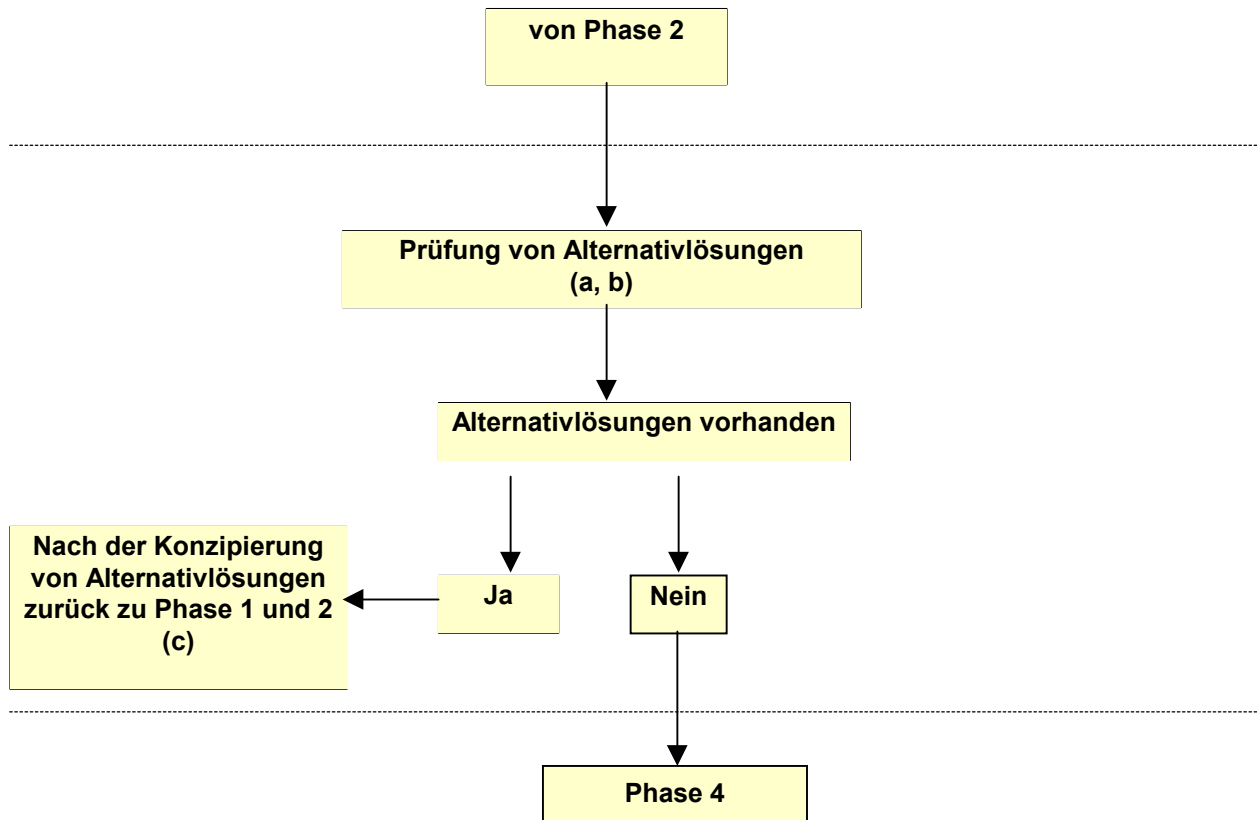 von Phase 2
Prüfung von Alternativlösungen
(a, b)
Alternativlösungen vorhanden
Nach der Konzipierung
von Alternativlösungen
zurück zu Phase 1 und 2
(c)
Ja
Nein
Phase 4